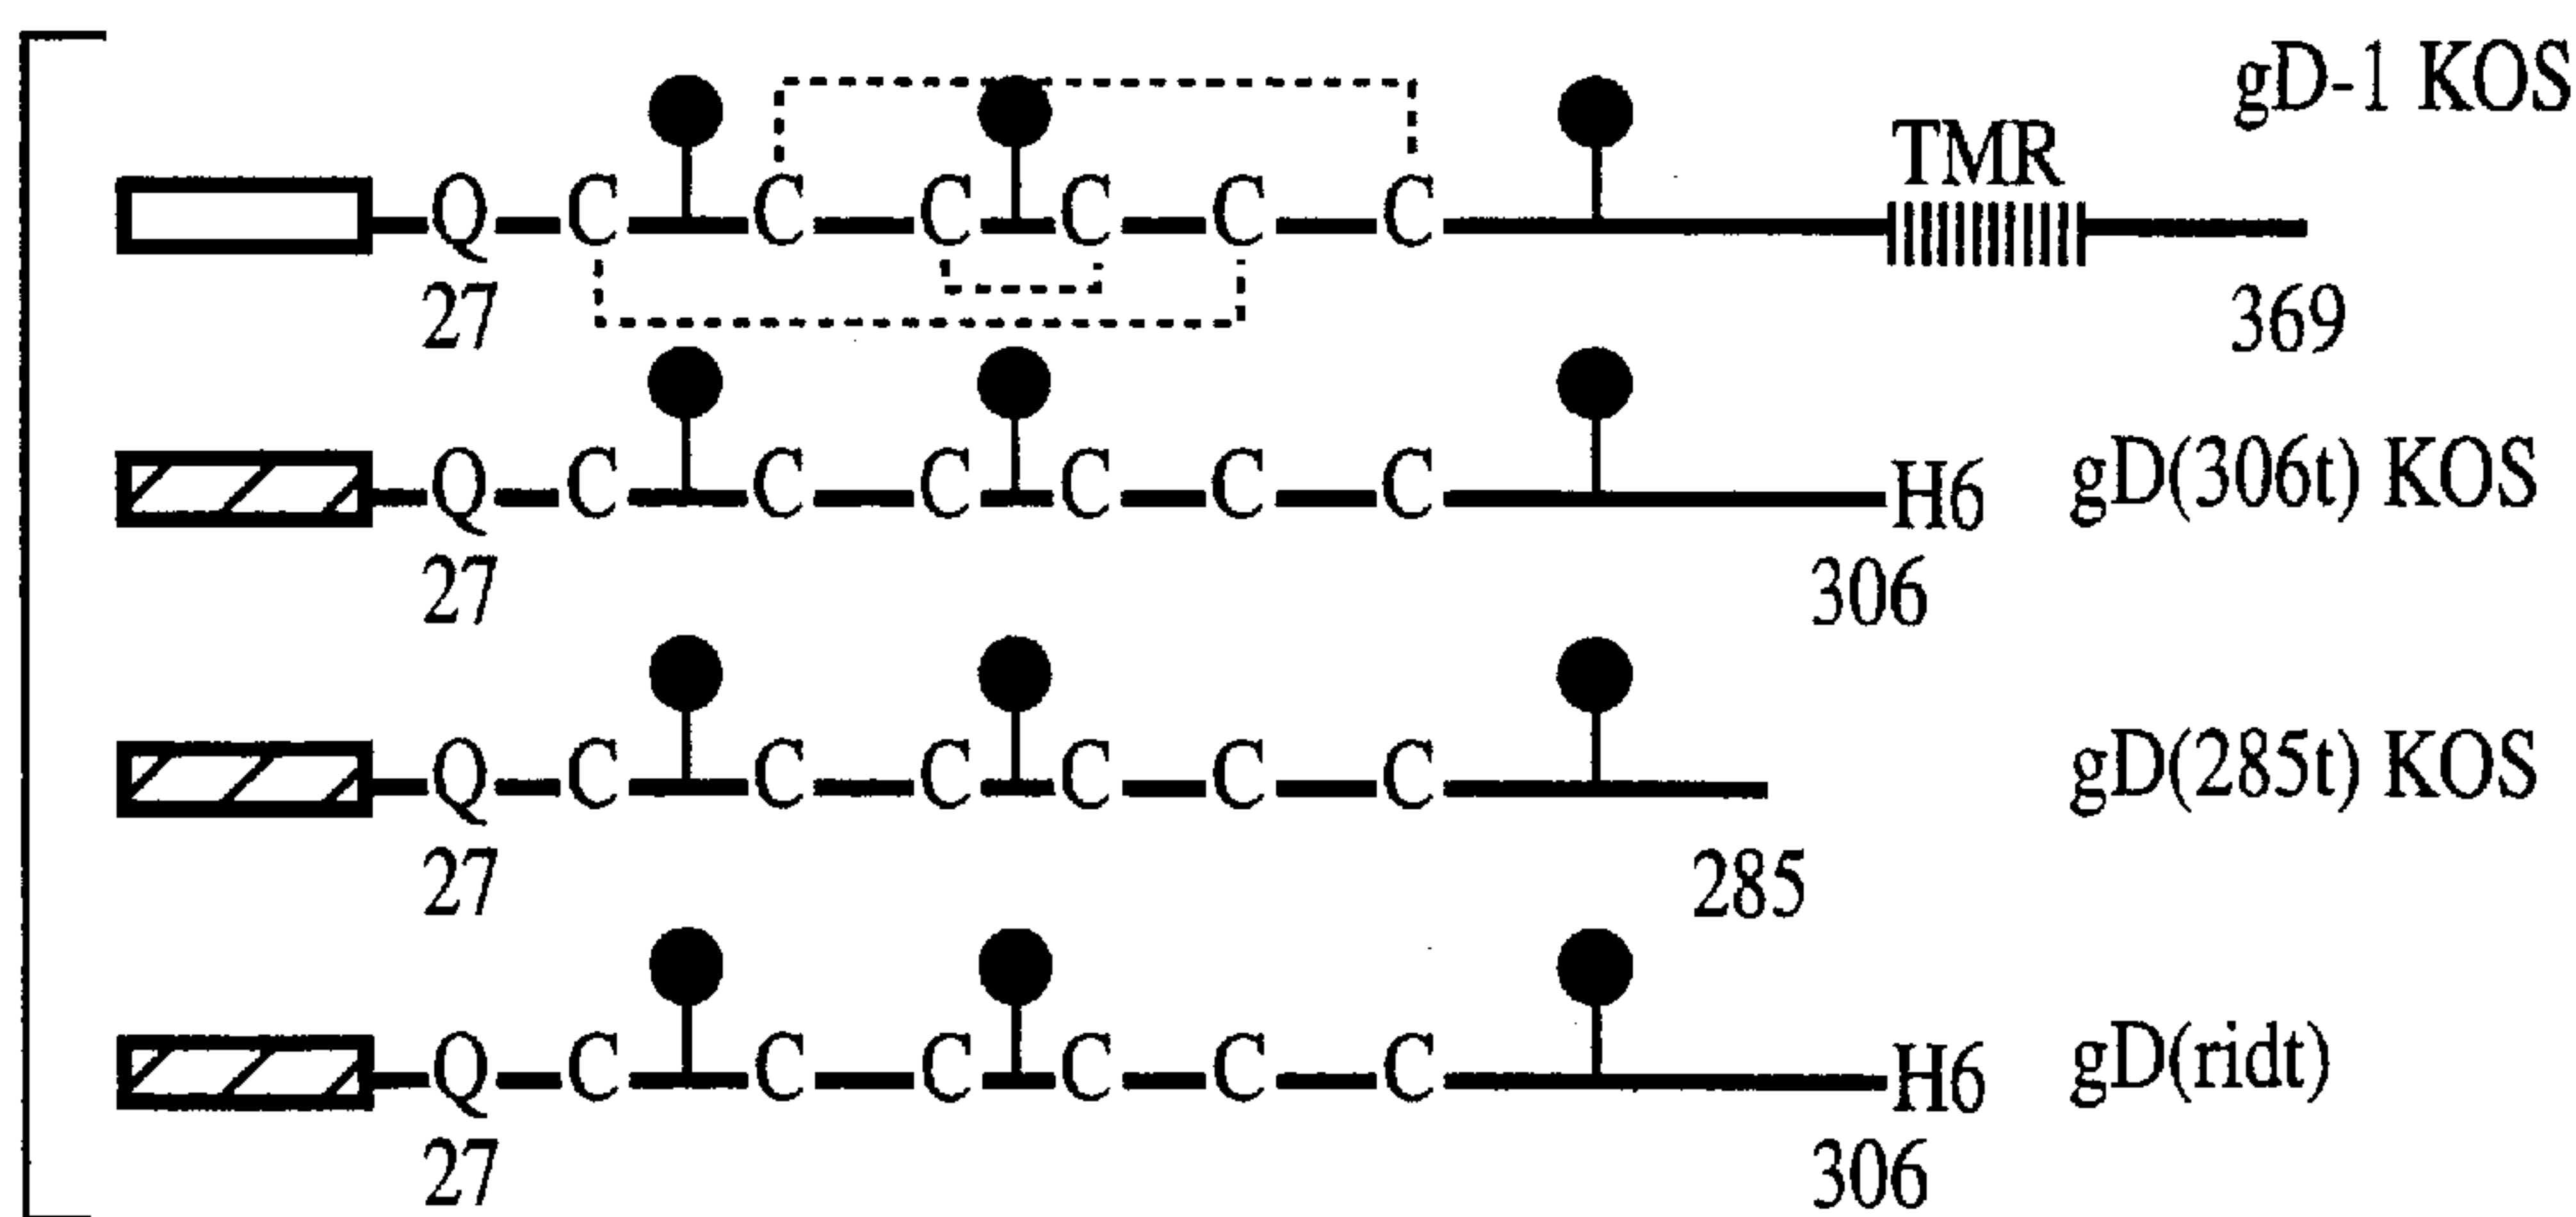 gD-1 KOS
TMR
Q C C C C C C
27 369
Q C C C C C C H6 gD(306t) KOS
27 306
Q C C C C C C gD(285t) KOS
27 285
Q C C C C C C H6 gD(ridt)
27 306